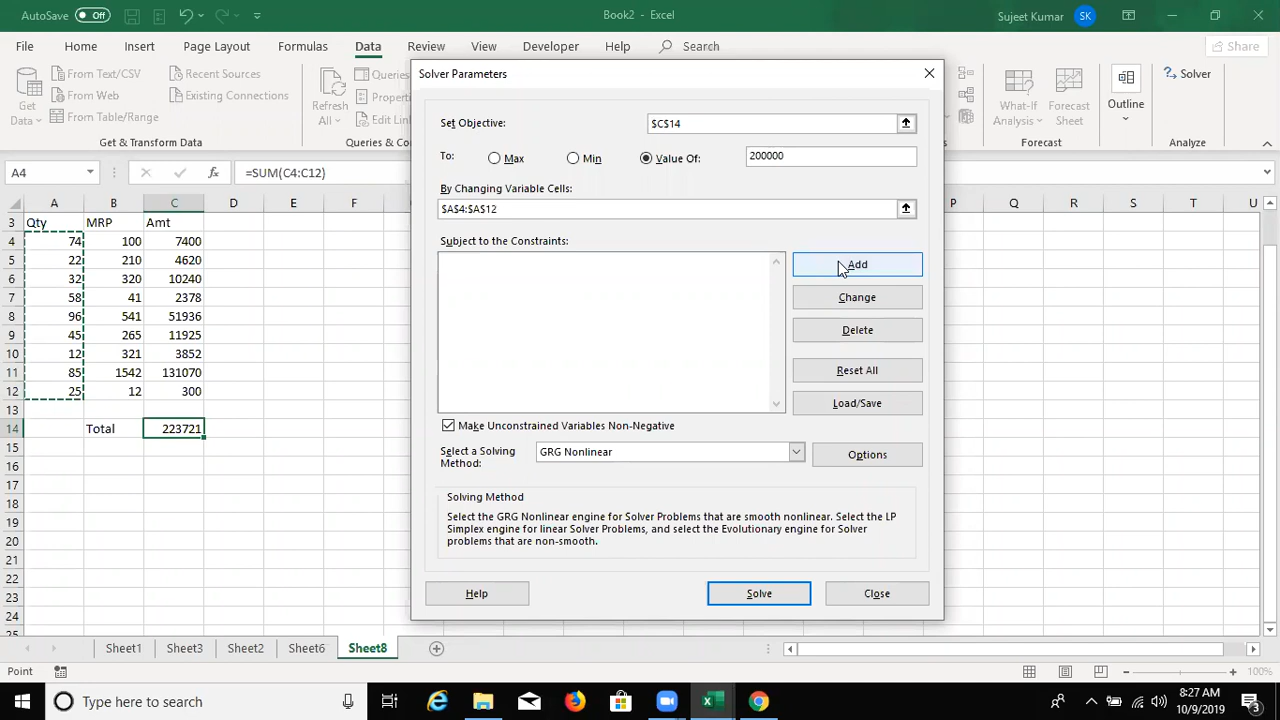 AutoSave Off Book2 - Excel Sujeet Kumar SK
File Home Insert Page Layout Formulas Data Review View Developer Help Search Share
Get Data
From Text/CSV
From Web
From Table/Range
Recent Sources
Existing Connections
Get & Transform Data
Refresh All
Queries
Properti
Edit Lin
Queries & Co
What-If Analysis
Forecast Sheet
Forecast
Outline
Solver
Analyze
A4 fx =SUM(C4:C12)
A B C D E F P Q R S T U
3 Qty MRP Amt
4 74 100 7400
5 22 210 4620
6 32 320 10240
7 58 41 2378
8 96 541 51936
9 45 265 11925
10 12 321 3852
11 85 1542 131070
12 25 12 300
13
14 Total 223721
15
16
17
18
19
20
21
22
23
24
25
Solver Parameters
Set Objective: $C$14
To: Max Min Value Of: 200000
By Changing Variable Cells:
$A$4:$A$12
Subject to the Constraints:
Add
Change
Delete
Reset All
Load/Save
Make Unconstrained Variables Non-Negative
Select a Solving Method: GRG Nonlinear Options
Solving Method
Select the GRG Nonlinear engine for Solver Problems that are smooth nonlinear. Select the LP
Simplex engine for linear Solver Problems, and select the Evolutionary engine for Solver
problems that are non-smooth.
Help Solve Close
Sheet1 Sheet3 Sheet2 Sheet6 Sheet8
Point 100%
Type here to search
8:27 AM
10/9/2019
3